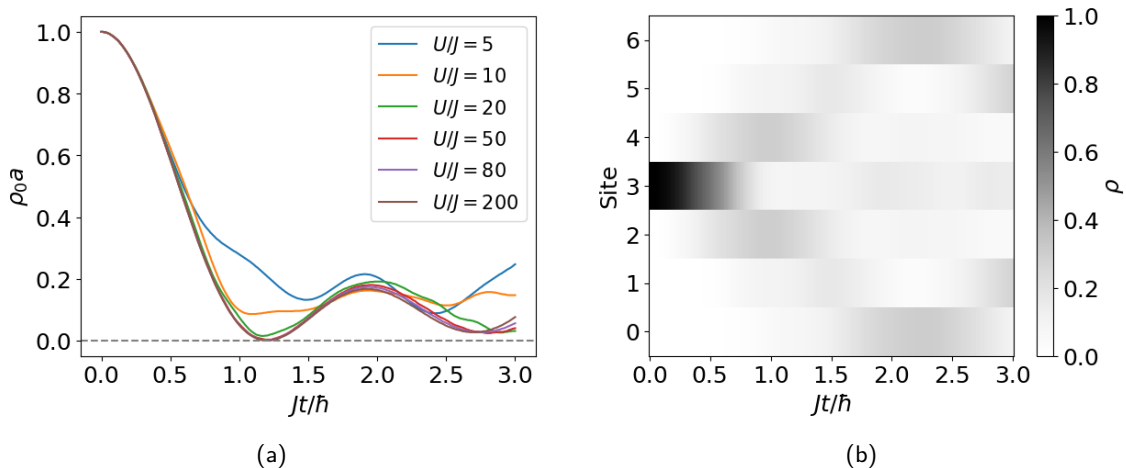 1.0
0.8
0.6
0.4
0.2
0.0
ρ₀a
0.0 0.5 1.0 1.5 2.0 2.5 3.0
Jt/ħ
U/J = 5
U/J = 10
U/J = 20
U/J = 50
U/J = 80
U/J = 200
(a)
6
5
4
3
2
1
0
Site
0.0 0.5 1.0 1.5 2.0 2.5 3.0
Jt/ħ
1.0
0.8
0.6
0.4
0.2
0.0
ρ
(b)